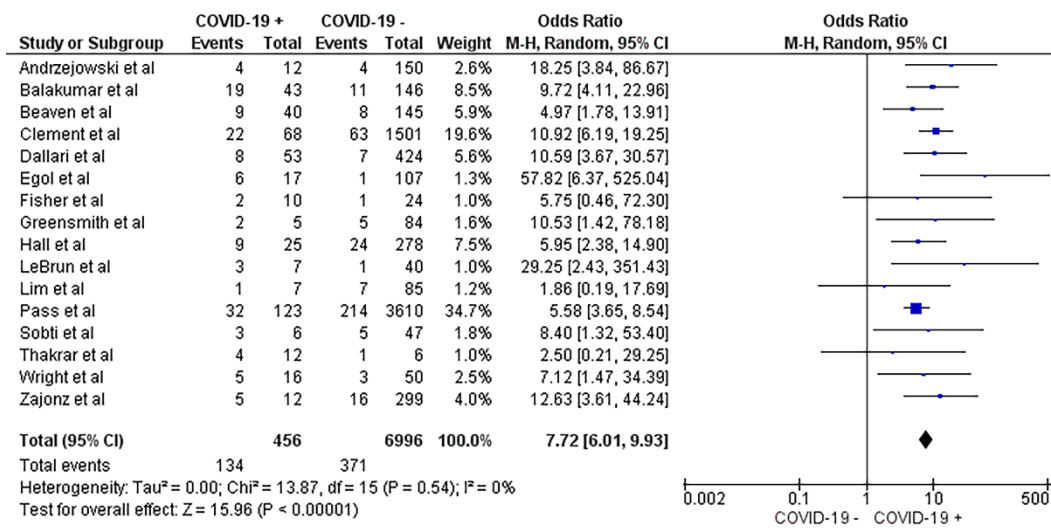 COVID-19 + COVID-19 - Odds Ratio Odds Ratio
Study or Subgroup Events Total Events Total Weight M-H, Random, 95% CI M-H, Random, 95% CI
Andrzejowski et al 4 12 4 150 2.6% 18.25 [3.84, 86.67]
Balakumar et al 19 43 11 146 8.5% 9.72 [4.11, 22.96]
Beaven et al 9 40 8 145 5.9% 4.97 [1.78, 13.91]
Clement et al 22 68 63 1501 19.6% 10.92 [6.19, 19.25]
Dallari et al 8 53 7 424 5.6% 10.59 [3.67, 30.57]
Egol et al 6 17 1 107 1.3% 57.82 [6.37, 525.04]
Fisher et al 2 10 1 24 1.0% 5.75 [0.46, 72.30]
Greensmith et al 2 5 5 84 1.6% 10.53 [1.42, 78.18]
Hall et al 9 25 24 278 7.5% 5.95 [2.38, 14.90]
LeBrun et al 3 7 1 40 1.0% 29.25 [2.43, 351.43]
Lim et al 1 7 7 85 1.2% 1.86 [0.19, 17.69]
Pass et al 32 123 214 3610 34.7% 5.58 [3.65, 8.54]
Sobti et al 3 6 5 47 1.8% 8.40 [1.32, 53.40]
Thakrar et al 4 12 1 6 1.0% 2.50 [0.21, 29.25]
Wright et al 5 16 3 50 2.5% 7.12 [1.47, 34.39]
Zajonz et al 5 12 16 299 4.0% 12.63 [3.61, 44.24]
Total (95% CI) 456 6996 100.0% 7.72 [6.01, 9.93]
Total events 134 371
Heterogeneity: Tau² = 0.00; Chi² = 13.87, df = 15 (P = 0.54); I² = 0%
Test for overall effect: Z = 15.96 (P < 0.00001)
0.002 0.1 1 10 500
COVID-19 - COVID-19 +